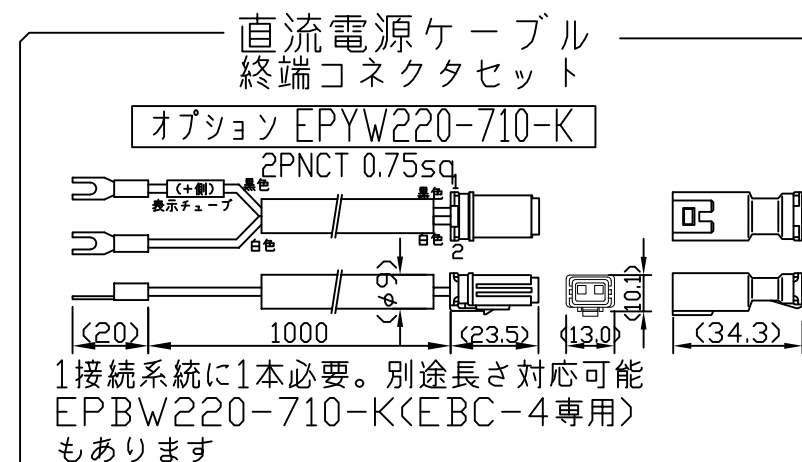 直流電源ケーブル
終端コネクタセット
オプション EPYW220-710-K
2PNCT 0.75sq
(+側) 黒色 黒色 1
表示チューブ
白色 白色 2
(φ9)
(10.1)
(20) 1000 (23.5) (13.0) (34.3)
1接続系統に1本必要。別途長さ対応可能
EPBW220-710-K(EBC-4専用)
もあります